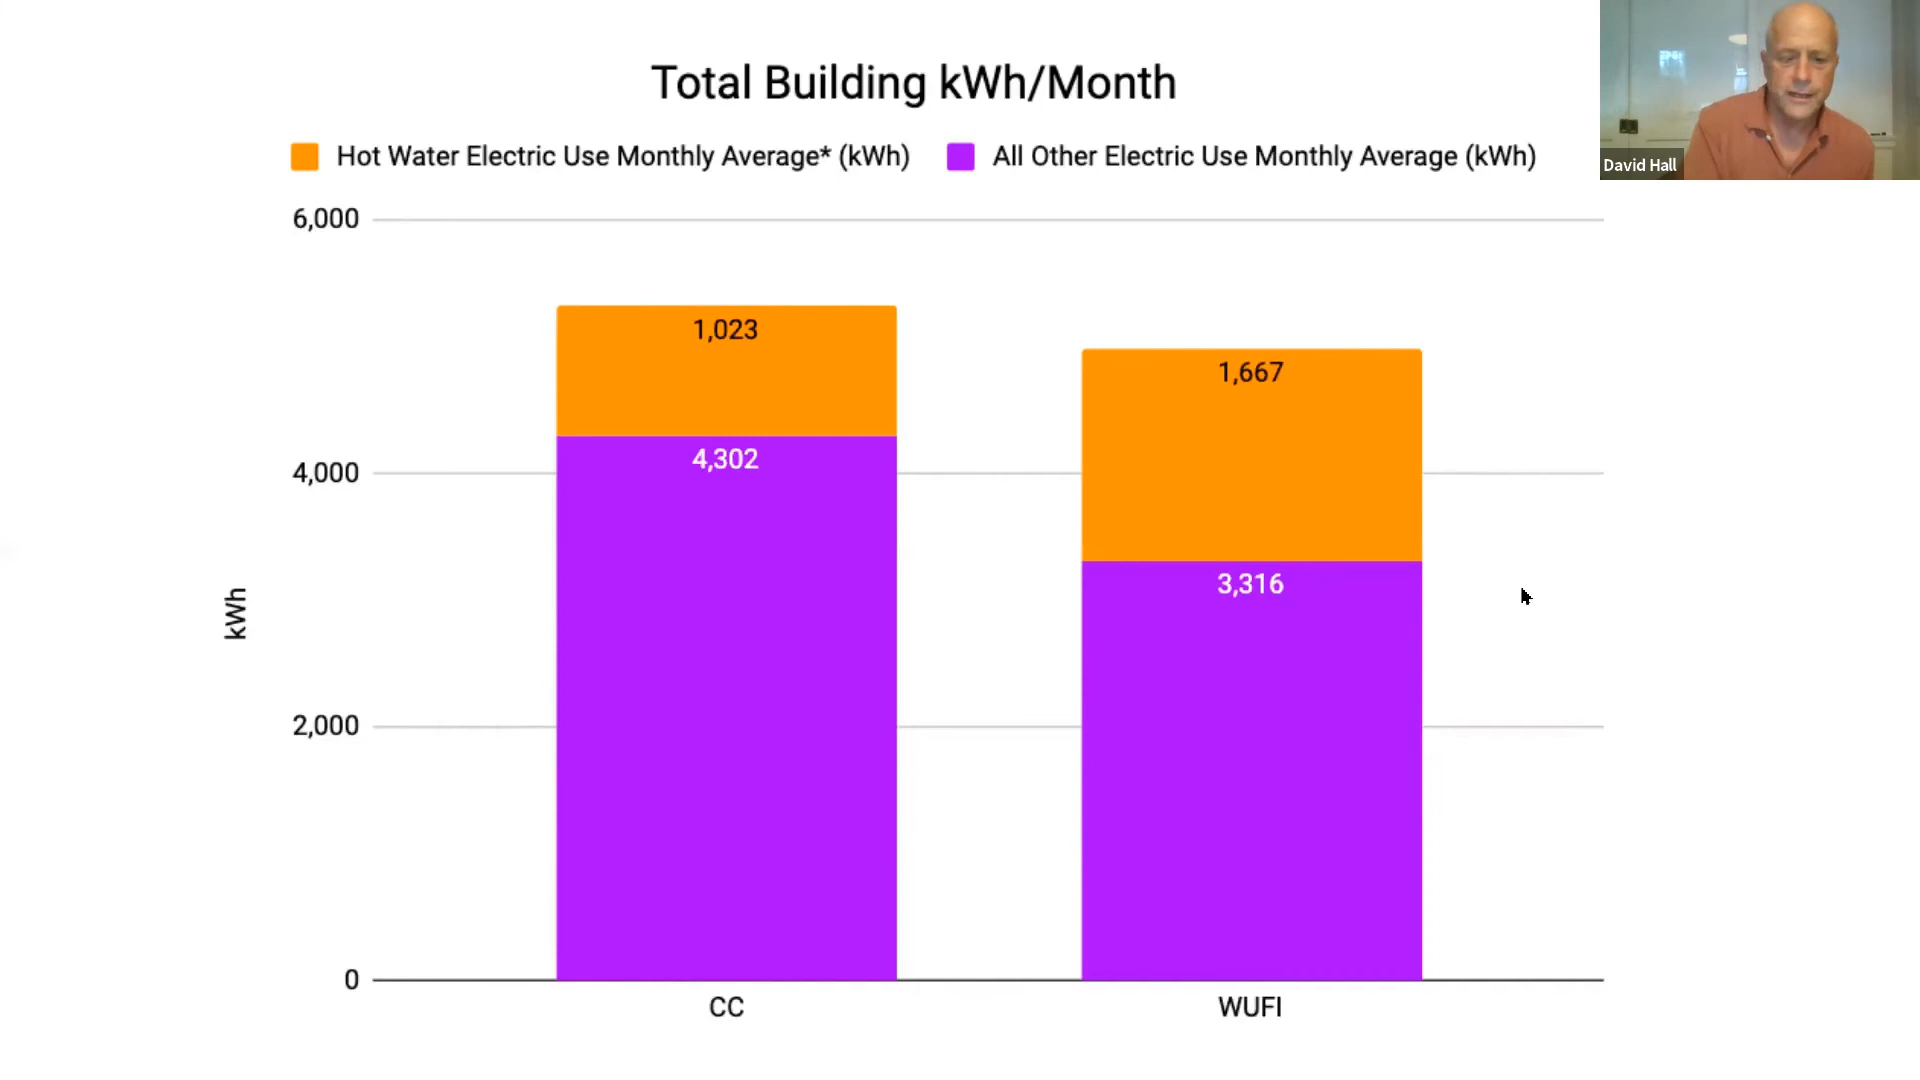 Total Building kWh/Month
Hot Water Electric Use Monthly Average* (kWh)
All Other Electric Use Monthly Average (kWh)
David Hall
6,000
4,000
2,000
0
kWh
1,023
4,302
1,667
3,316
CC
WUFI